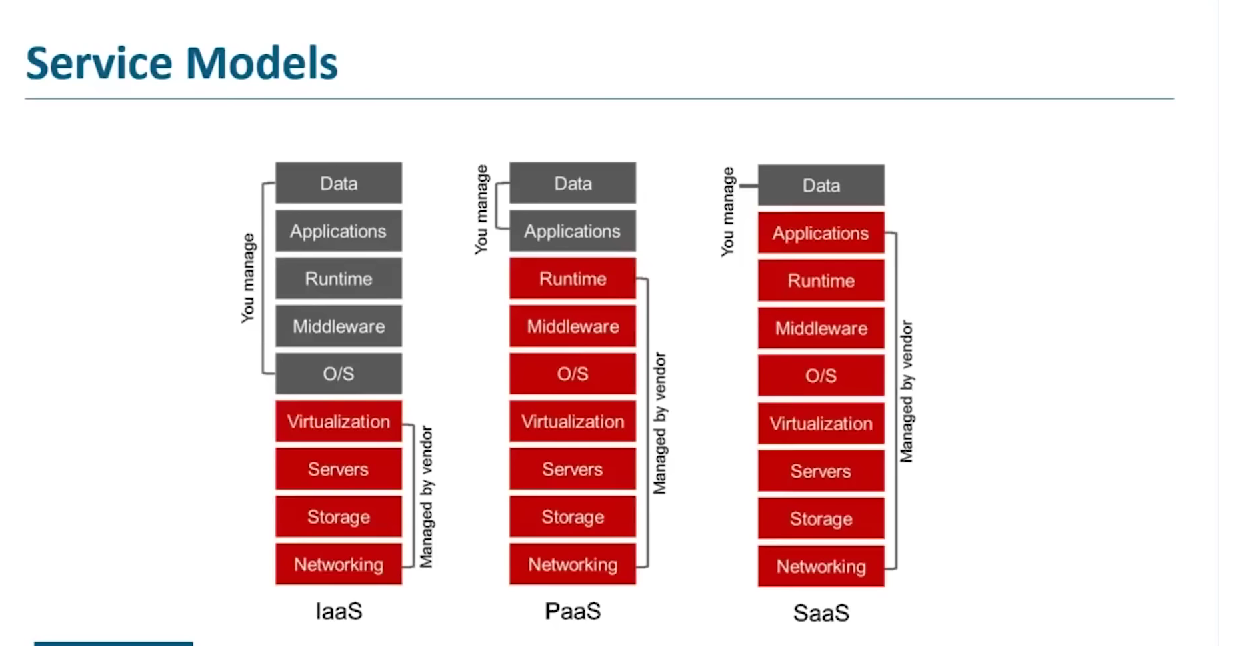 Service Models
You manage
Data
Applications
Runtime
Middleware
O/S
Virtualization
Servers
Storage
Networking
Managed by vendor
IaaS
You manage
Data
Applications
Runtime
Middleware
O/S
Virtualization
Servers
Storage
Networking
Managed by vendor
PaaS
You manage
Data
Applications
Runtime
Middleware
O/S
Virtualization
Servers
Storage
Networking
Managed by vendor
SaaS